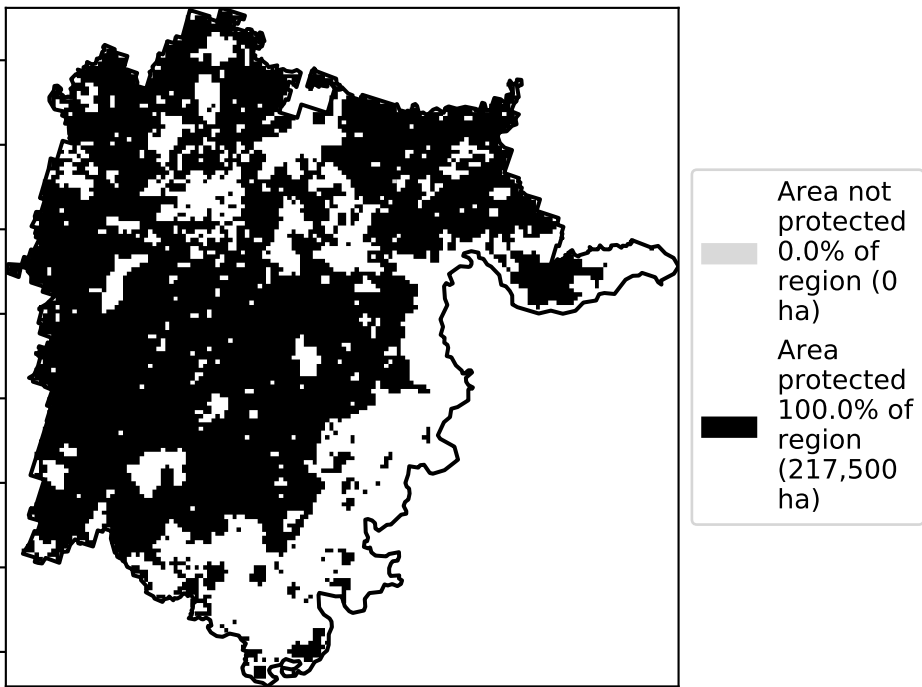 Area not
protected
0.0% of
region (0
ha)
Area
protected
100.0% of
region
(217,500
ha)